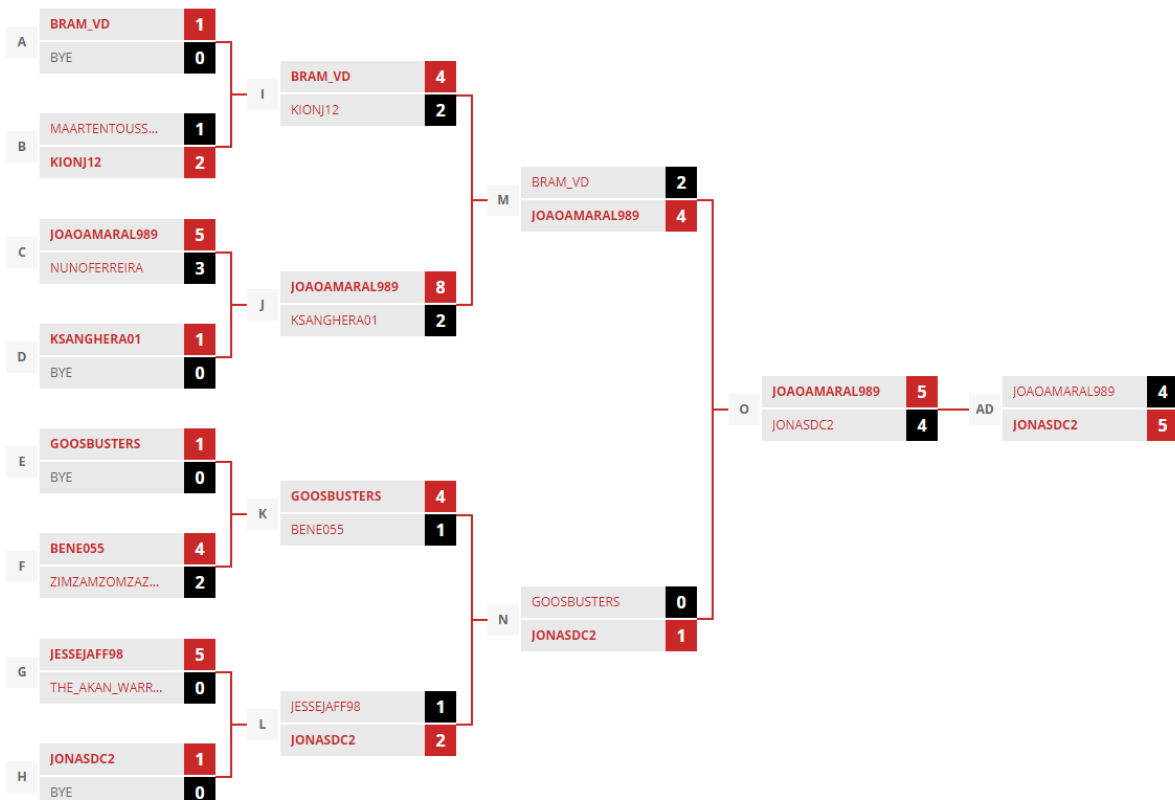 A
BRAM_VD 1
BYE 0
B
MAARTENTOUSS... 1
KIONJ12 2
C
JOAOAMARAL989 5
NUNOFERREIRA 3
D
KSANGHERA01 1
BYE 0
E
GOOSBUSTERS 1
BYE 0
F
BENE055 4
ZIMZAMZOMZAZ... 2
G
JESSEJAFF98 5
THE_AKAN_WARR... 0
H
JONASDC2 1
BYE 0
I
BRAM_VD 4
KIONJ12 2
J
JOAOAMARAL989 8
KSANGHERA01 2
K
GOOSBUSTERS 4
BENE055 1
L
JESSEJAFF98 1
JONASDC2 2
M
BRAM_VD 2
JOAOAMARAL989 4
N
GOOSBUSTERS 0
JONASDC2 1
O
JOAOAMARAL989 5
JONASDC2 4
AD
JOAOAMARAL989 4
JONASDC2 5